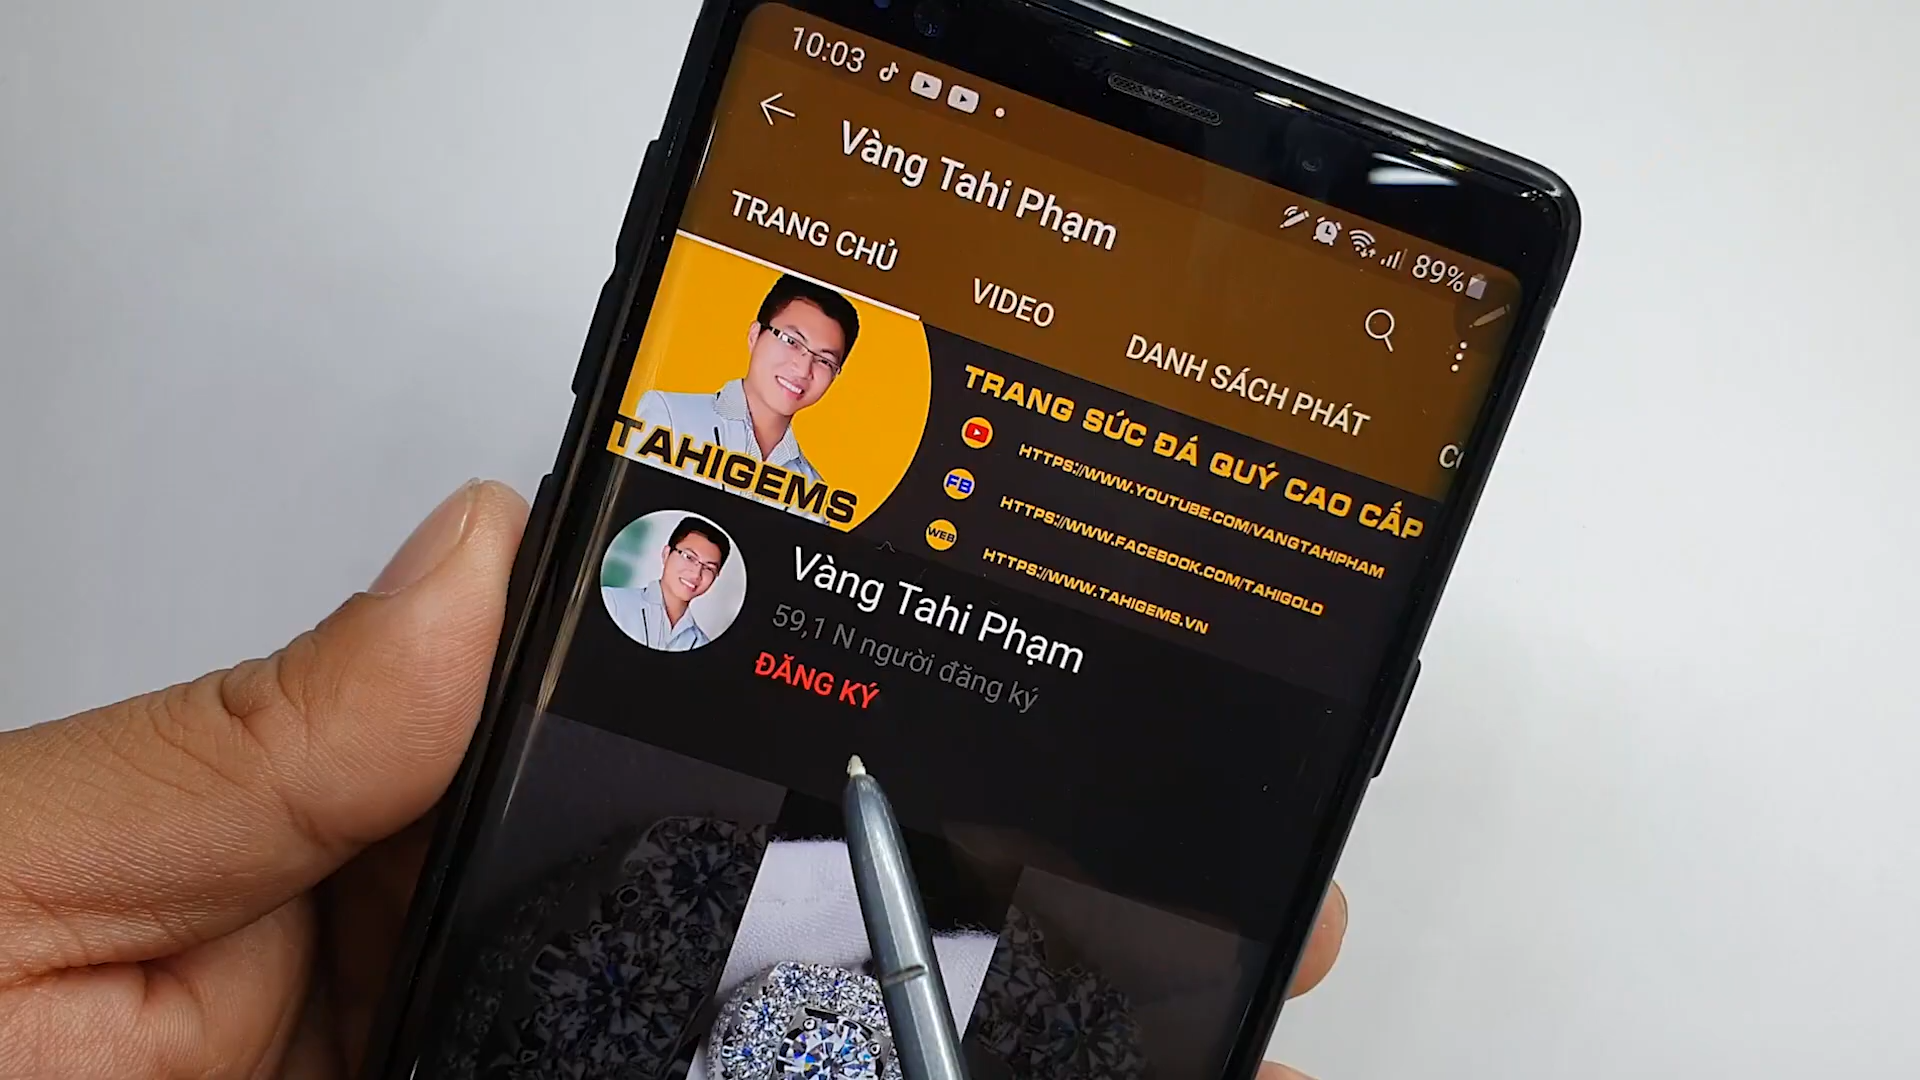 10:03
89%
Vàng Tahi Phạm
TRANG CHỦ
VIDEO
DANH SÁCH PHÁT
TAHIGEMS
TRANG SỨC ĐÁ QUÝ CAO CẤP
HTTPS://WWW.YOUTUBE.COM/VANGTAHIPHAM
FB HTTPS://WWW.FACEBOOK.COM/TAHIGOLD
WEB HTTPS://WWW.TAHIGEMS.VN
Vàng Tahi Phạm
59,1 N người đăng ký
ĐĂNG KÝ